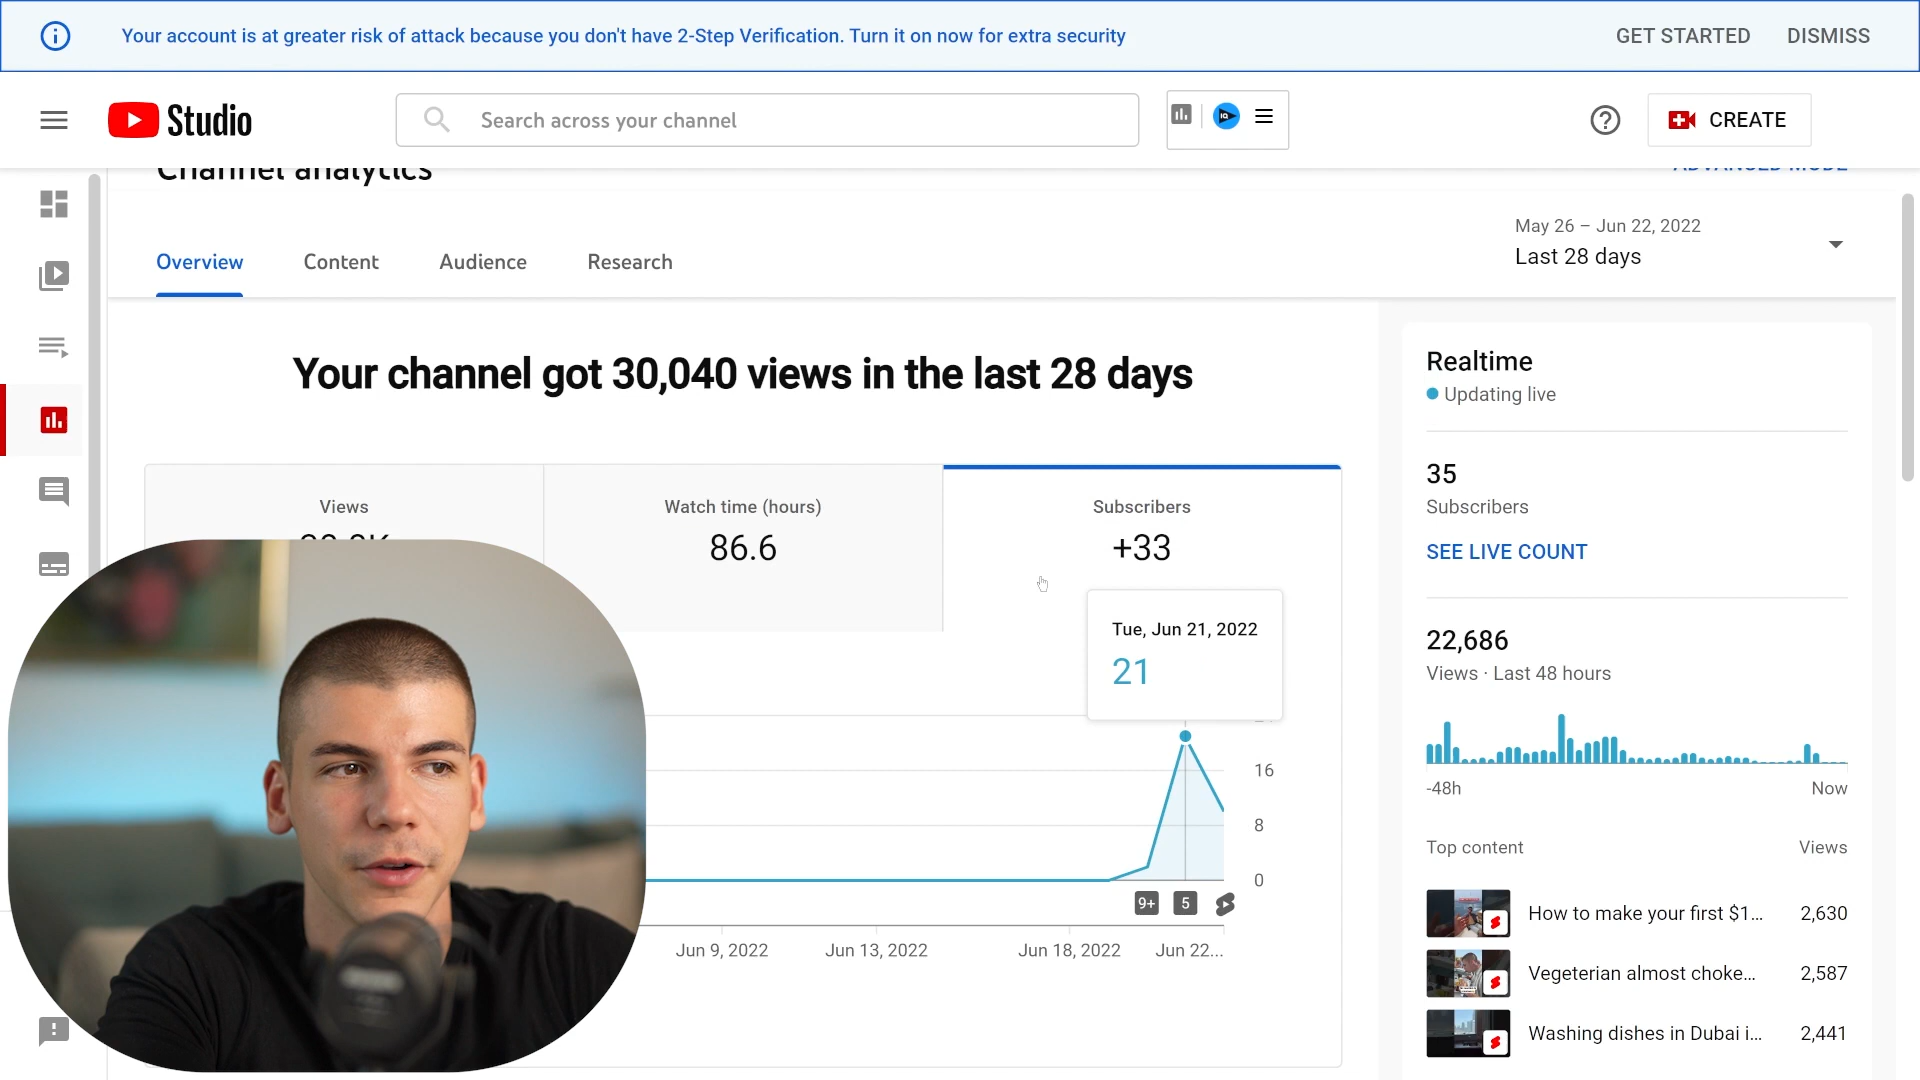 Your account is at greater risk of attack because you don't have 2-Step Verification. Turn it on now for extra security
GET STARTED
DISMISS
Studio
Search across your channel
IQ
CREATE
Channel analytics
ADVANCED MODE
Overview
Content
Audience
Research
May 26 – Jun 22, 2022
Last 28 days
Your channel got 30,040 views in the last 28 days
Views
Watch time (hours)
86.6
Subscribers
+33
Tue, Jun 21, 2022
21
16
8
0
9+
5
Jun 9, 2022
Jun 13, 2022
Jun 18, 2022
Jun 22...
Realtime
Updating live
35
Subscribers
SEE LIVE COUNT
22,686
Views · Last 48 hours
-48h
Now
Top content
Views
How to make your first $1...
2,630
Vegeterian almost choke...
2,587
Washing dishes in Dubai i...
2,441